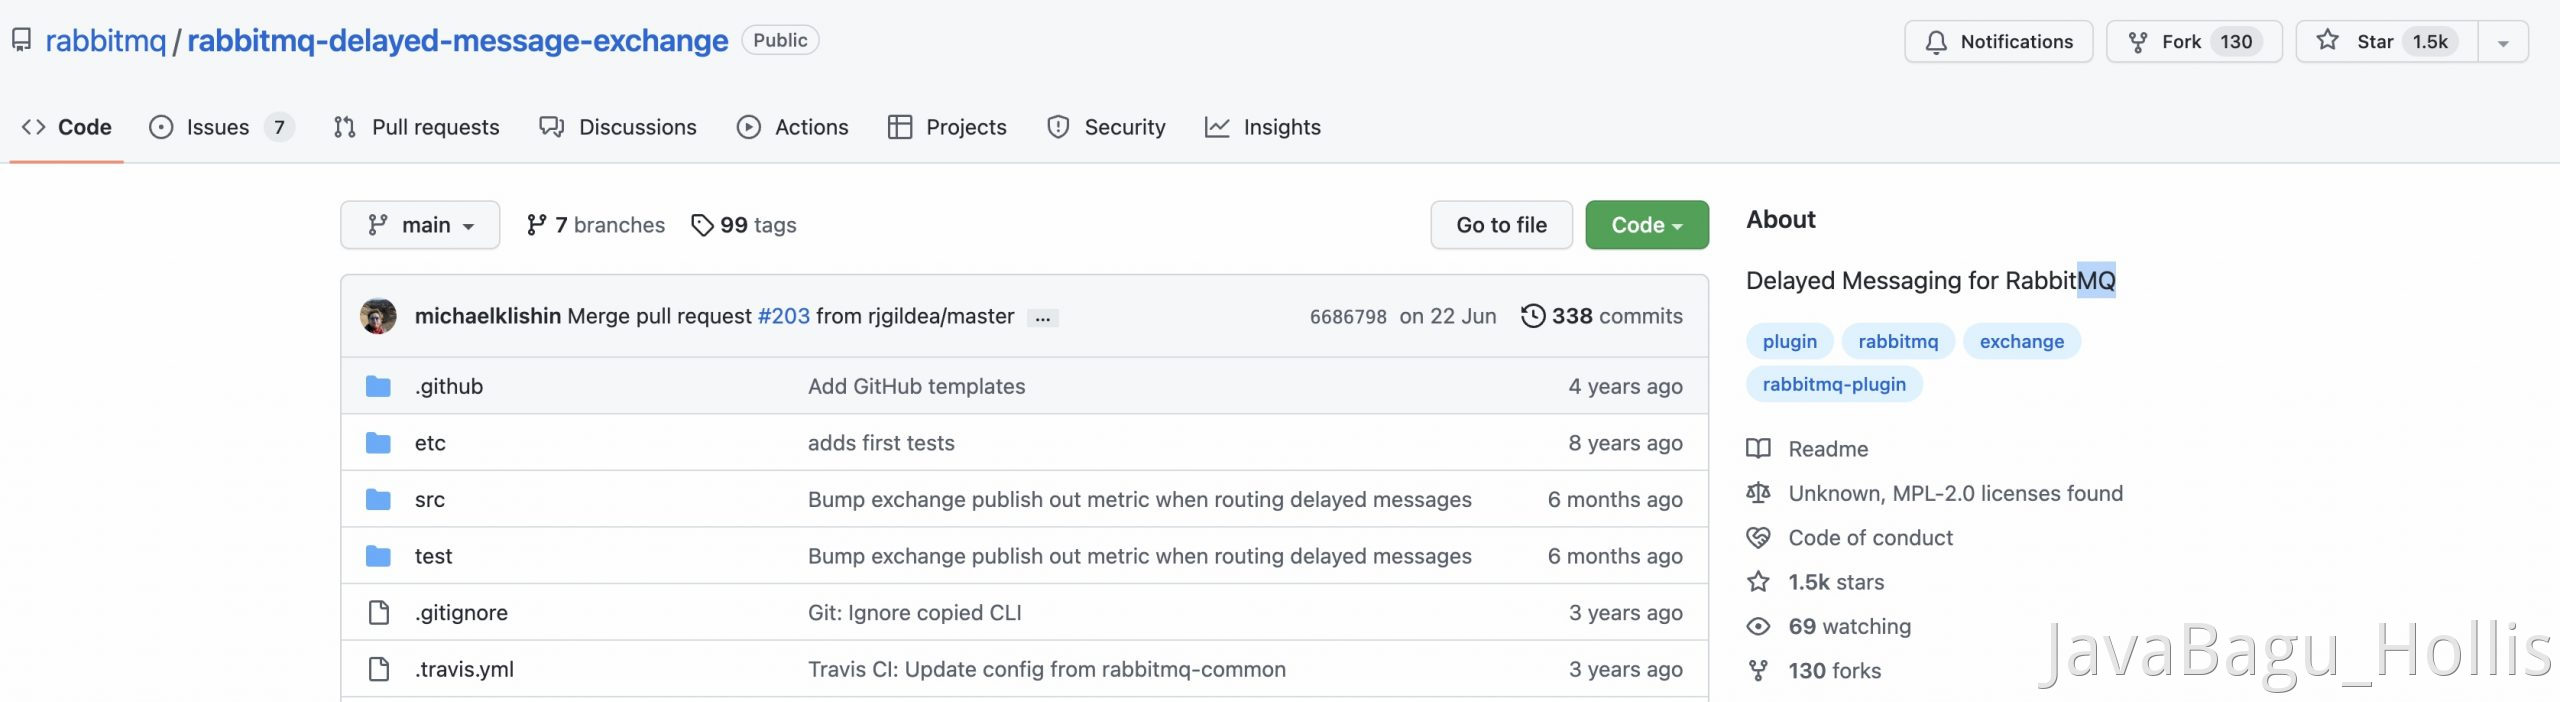 rabbitmq/rabbitmq-delayed-message-exchange Public Notifications Fork 130 Star 1.5k
Code Issues 7 Pull requests Discussions Actions Projects Security Insights
main 7 branches 99 tags Go to file Code
michaelklishin Merge pull request #203 from rjgildea/master ... 6686798 on 22 Jun 338 commits
.github Add GitHub templates 4 years ago
etc adds first tests 8 years ago
src Bump exchange publish out metric when routing delayed messages 6 months ago
test Bump exchange publish out metric when routing delayed messages 6 months ago
.gitignore Git: Ignore copied CLI 3 years ago
.travis.yml Travis CI: Update config from rabbitmq-common 3 years ago
About
Delayed Messaging for RabbitMQ
plugin rabbitmq exchange
rabbitmq-plugin
Readme
Unknown, MPL-2.0 licenses found
Code of conduct
1.5k stars
69 watching
130 forks
JavaBagu_Hollis